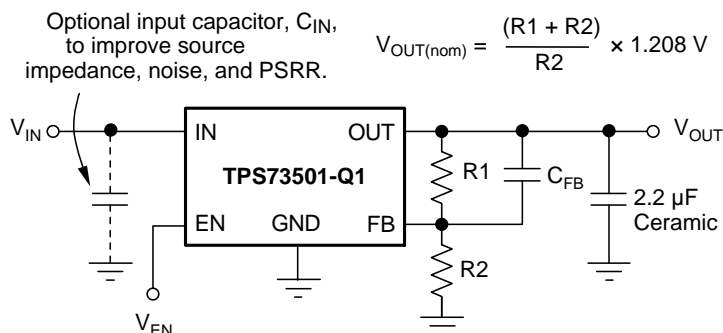 Optional input capacitor, C_IN,
to improve source
impedance, noise, and PSRR.
V_OUT(nom) = (R1 + R2) / R2 × 1.208 V
V_IN
IN
OUT
V_OUT
TPS73501-Q1
R1
C_FB
2.2 µF
Ceramic
EN
GND
FB
R2
V_EN